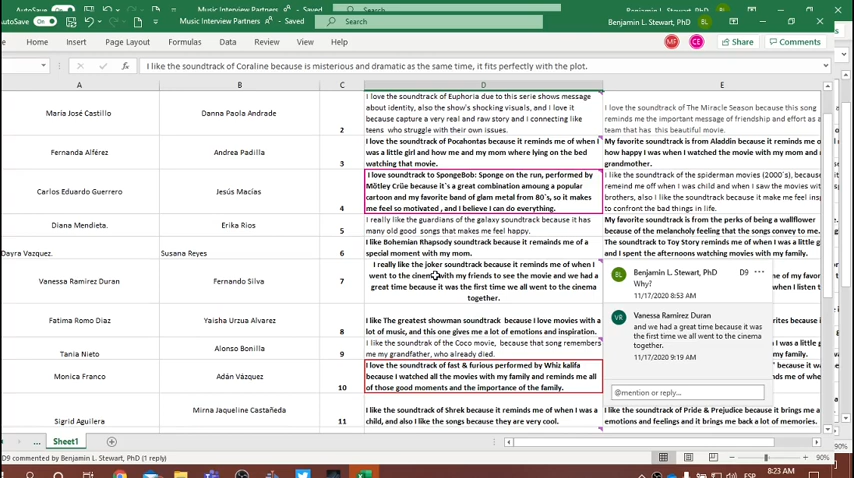 AutoSave
Music Interview Partners - Saved
Search
AutoSave On
Music Interview Partners - Saved
Search
Benjamin L. Stewart, PhD BL
Home Insert Page Layout Formulas Data Review View Help
MF CE Share Comments
fx I like the soundtrack of Coraline because is misterious and dramatic as the same time, it fits perfectly with the plot.
A B C D E
María José Castillo
Danna Paola Andrade
2
I love the soundtrack of Euphoria due to this serie shows message
about identity, also the show's shocking visuals, and I love it
because capture a very real and raw story and I connecting like
teens who struggle with their own issues.
I love the soundtrack of The Miracle Season because this song
reminds me the important message of friendship and effort as a
team that has this beautiful movie.
Fernanda Alférez
Andrea Padilla
3
I love the soundtrack of Pocahontas because it reminds me of when I
was a little girl and how me and my mom where lying on the bed
watching that movie.
My favorite soundtrack is from Aladdin because it reminds me o
how happy I was when I watched the movie with my mom and
grandmother.
Carlos Eduardo Guerrero
Jesús Macías
4
I love soundtrack to SpongeBob: Sponge on the run, performed by
Mötley Crüe because it`s a great combination amoung a popular
cartoon and my favorite band of glam metal from 80´s, so it makes
me feel so motivated , and I believe I can do everything.
I like the soundtrack of the spiderman movies (2000´s), because
remeind me off when I was child and when I saw the movies wit
brothers, also I like the soundtrack because make me feel inspir
to confront the bad things in life.
Diana Mendieta.
Erika Rios
5
I really like the guardians of the galaxy soundtrack because it has
many old good songs that makes me feel happy.
My favorite soundtrack is from the perks of being a wallflower
because of the melancholy feeling that the songs convey to me.
Dayra Vazquez.
Susana Reyes
6
I like Bohemian Rhapsody soundtrack because it remainds me of a
special moment with my mom.
The soundtrack to Toy Story reminds me of when I was a little g
and I spent the afternoons watching movies with my family.
Vanessa Ramirez Duran
Fernando Silva
7
I really like the joker soundtrack because it reminds me of when I
went to the cinema with my friends to see the movie and we had a
great time because it was the first time we all went to the cinema
together.
Fatima Romo Diaz
Yaisha Urzua Alvarez
8
I like The greatest showman soundtrack because I love movies with a
lot of music, and this one gives me a lot of emotions and inspiration.
Tania Nieto
Alonso Bonilla
9
I like the soundtrak of the Coco movie, because that song remembers
me my grandfather, who already died.
Monica Franco
Adán Vázquez
10
I love the soundtrack of fast & furious performed by Whiz kalifa
because I watched all the movies with my family and reminds me all
of those good moments and the importance of the family.
Sigrid Aguilera
Mirna Jaqueline Castañeda
11
I like the soundtrack of Shrek because it reminds me of when I was a
child, and also I like the songs because they are very cool.
I like the soundtrack of Pride & Prejudice because it brings me a
emotions and feelings and it brings me back a lot of memories.
BL Benjamin L. Stewart, PhD D9 ...
Why?
11/17/2020 8:53 AM
VR Vanessa Ramirez Duran
and we had a great time because it was
the first time we all went to the cinema
together.
11/17/2020 9:19 AM
@mention or reply...
... Sheet1
D9 commented by Benjamin L. Stewart, PhD (1 reply)
90%
90%
ESP 8:23 AM